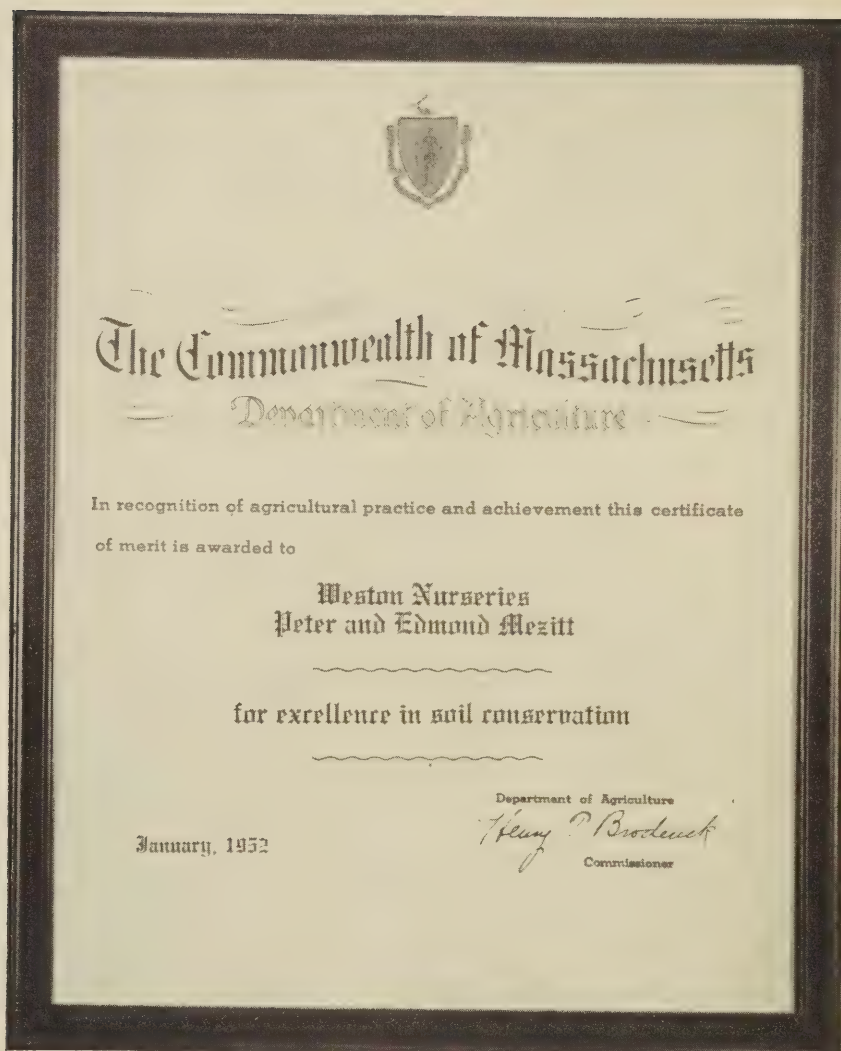 The Commonwealth of Massachusetts
Department of Agriculture
In recognition of agricultural practice and achievement this certificate
of merit is awarded to
Weston Nurseries
Peter and Edmond Mezitt
for excellence in soil conservation
Department of Agriculture
Henry T Broderick
January, 1952
Commissioner